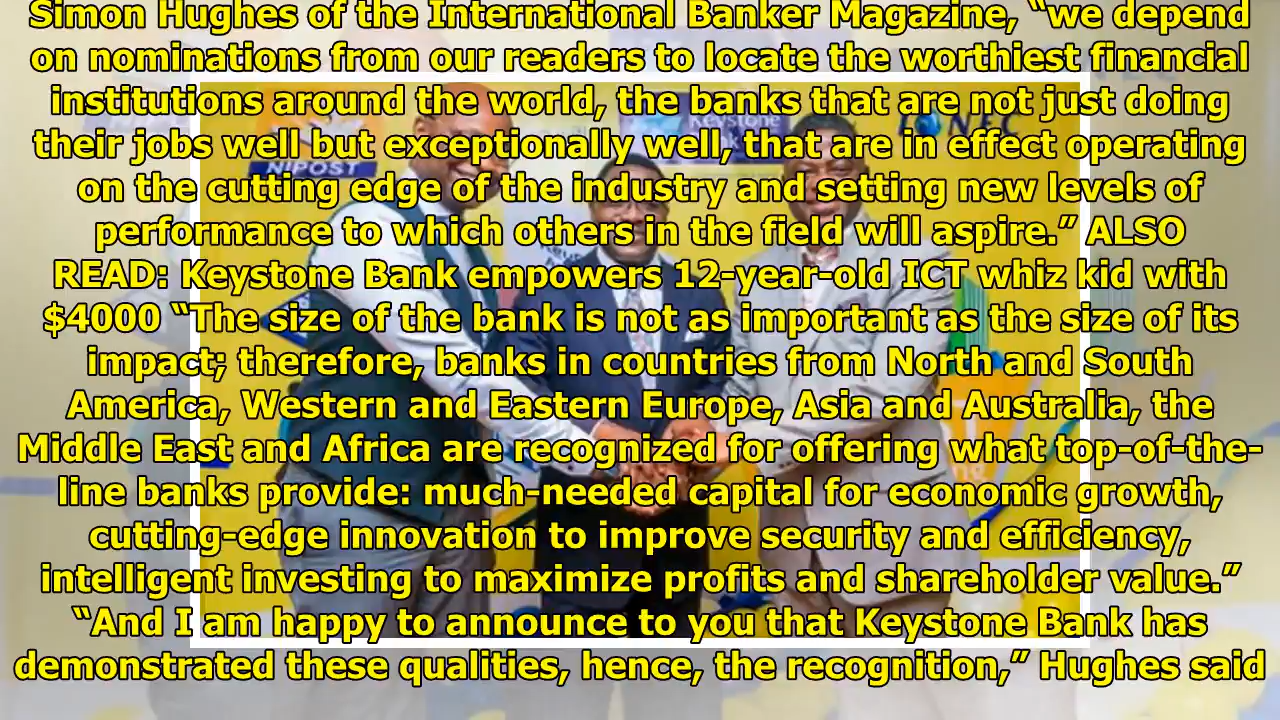 Simon Hughes of the International Banker Magazine, “we depend
on nominations from our readers to locate the worthiest financial
institutions around the world, the banks that are not just doing
their jobs well but exceptionally well, that are in effect operating
on the cutting edge of the industry and setting new levels of
performance to which others in the field will aspire.” ALSO
READ: Keystone Bank empowers 12-year-old ICT whiz kid with
$4000 “The size of the bank is not as important as the size of its
impact; therefore, banks in countries from North and South
America, Western and Eastern Europe, Asia and Australia, the
Middle East and Africa are recognized for offering what top-of-the-
line banks provide: much-needed capital for economic growth,
cutting-edge innovation to improve security and efficiency,
intelligent investing to maximize profits and shareholder value.”
“And I am happy to announce to you that Keystone Bank has
demonstrated these qualities, hence, the recognition,” Hughes said
NIPOST
Keystone